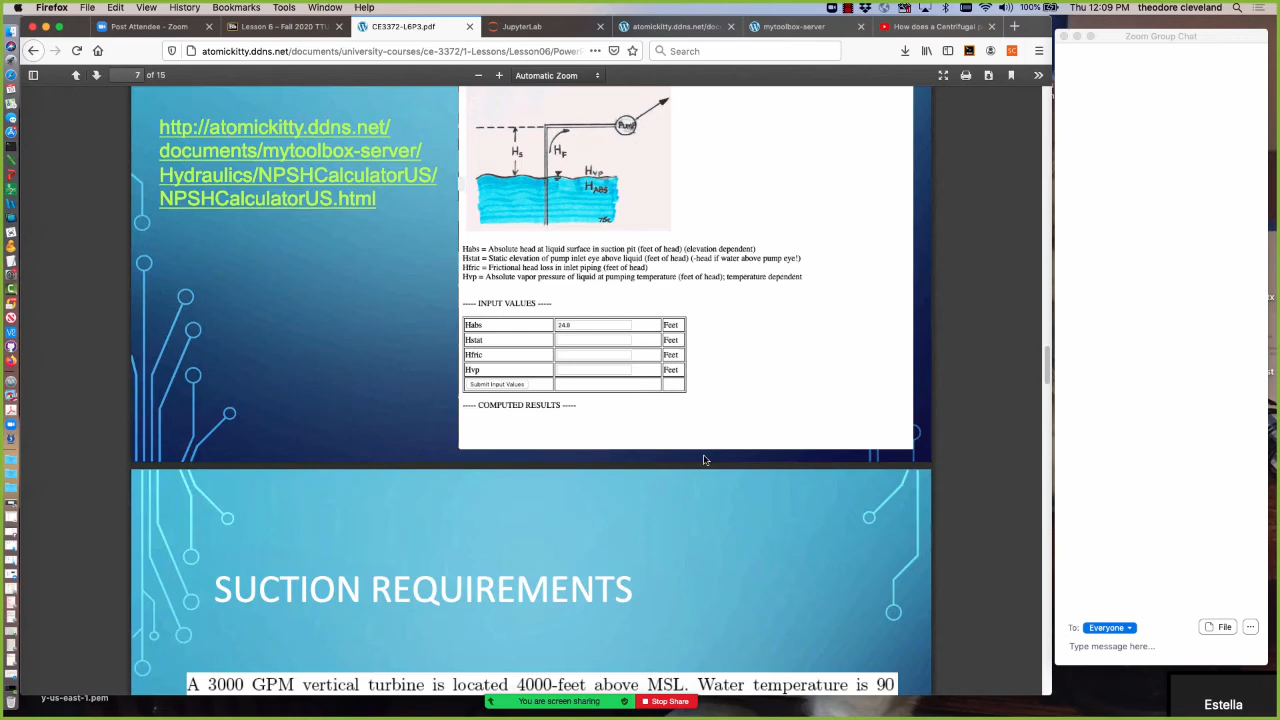 Firefox File Edit View History Bookmarks Tools Window Help
100% Thu 12:09 PM theodore cleveland
Post Attendee - Zoom
Lesson 6 – Fall 2020 TTU
CE3372-L6P3.pdf
JupyterLab
atomickitty.ddns.net/doc
mytoolbox-server
How does a Centrifugal p
atomickitty.ddns.net/documents/university-courses/ce-3372/1-Lessons/Lesson06/Power
Search
7 of 15
Automatic Zoom
Zoom Group Chat
http://atomickitty.ddns.net/
documents/mytoolbox-server/
Hydraulics/NPSHCalculatorUS/
NPSHCalculatorUS.html
Pump
Hs
HF
HVP
HABS
Habs = Absolute head at liquid surface in suction pit (feet of head) (elevation dependent)
Hstat = Static elevation of pump inlet eye above liquid (feet of head) (-head if water above pump eye!)
Hfric = Frictional head loss in inlet piping (feet of head)
Hvp = Absolute vapor pressure of liquid at pumping temperature (feet of head); temperature dependent
----- INPUT VALUES -----
Habs 24.8 Feet
Hstat Feet
Hfric Feet
Hvp Feet
Submit Input Values
----- COMPUTED RESULTS -----
SUCTION REQUIREMENTS
A 3000 GPM vertical turbine is located 4000-feet above MSL. Water temperature is 90
To: Everyone
File
Type message here...
y-us-east-1.pem
You are screen sharing
Stop Share
Estella